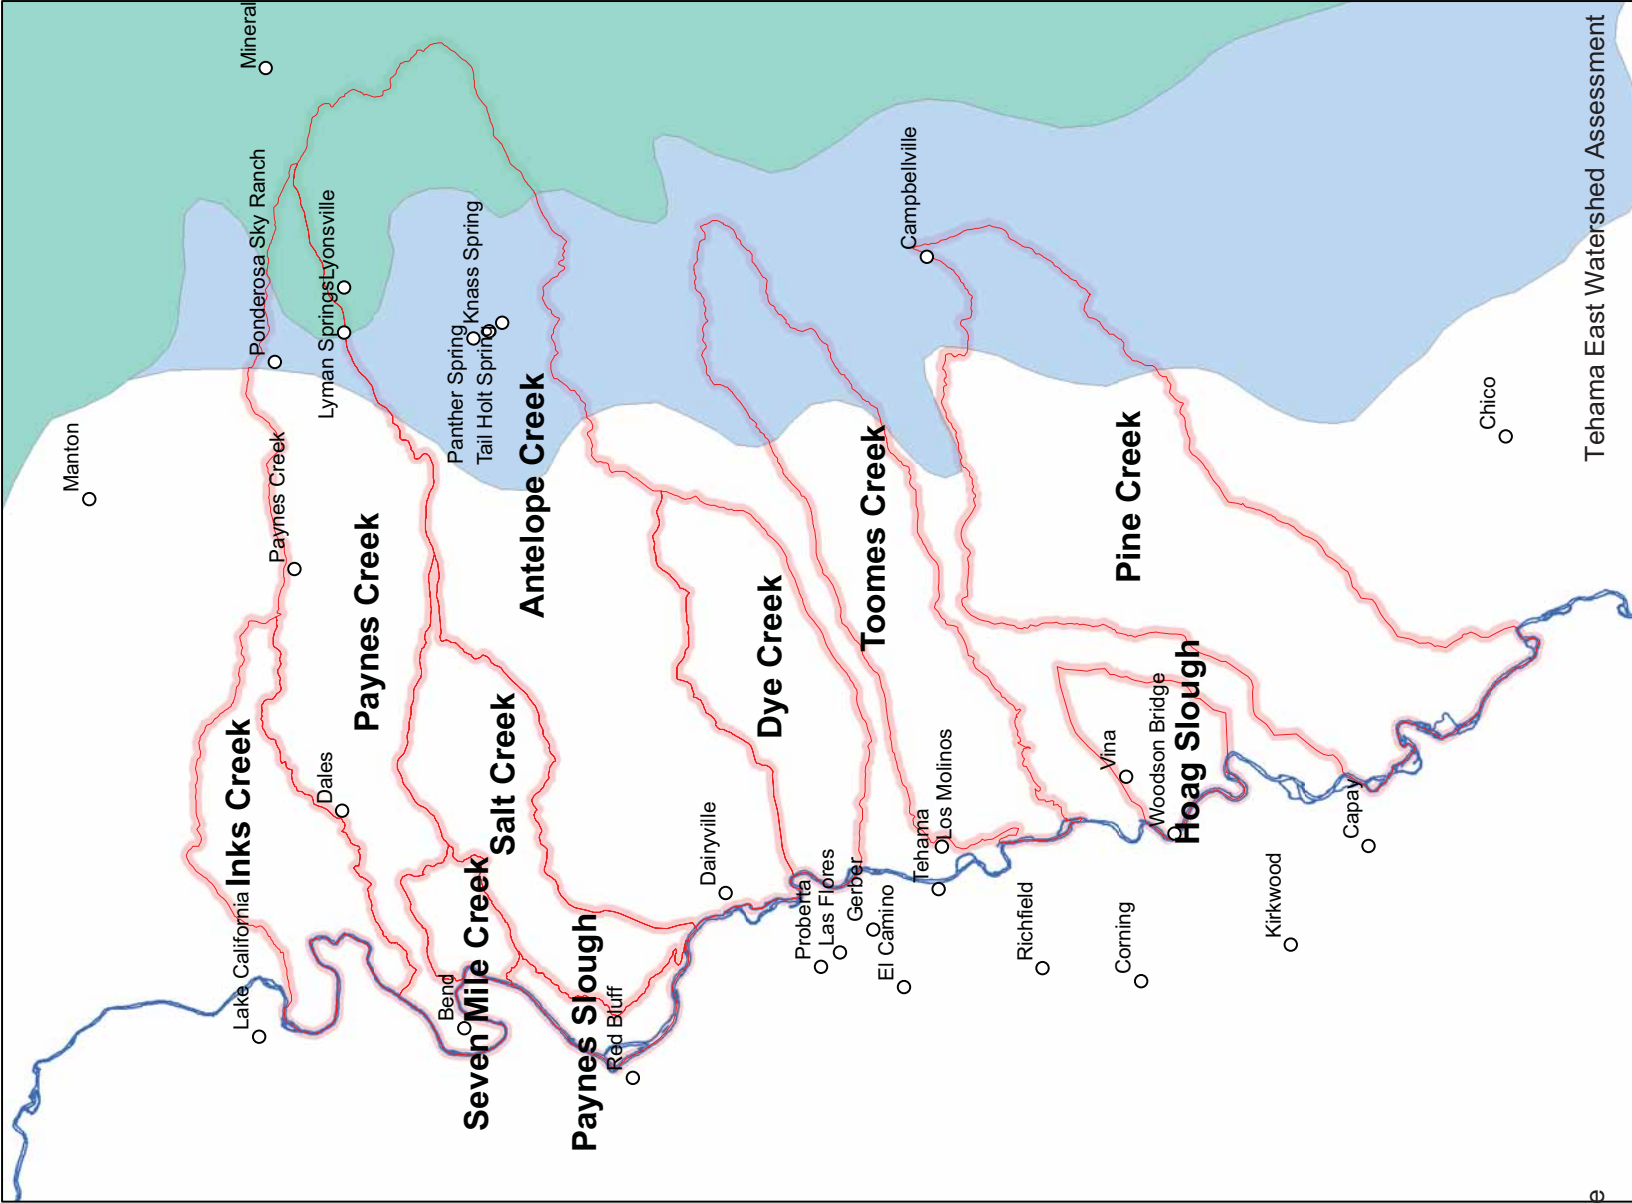 Mineral
Ponderosa Sky Ranch
Lyonsville
Lyman Springs
Knass Spring
Panther Spring
Tail Holt Spring
Campbellville
Manton
Paynes Creek
Chico
Tehama East Watershed Assessment
Paynes Creek
Antelope Creek
Toomes Creek
Pine Creek
Dye Creek
Inks Creek
Salt Creek
Hoag Slough
Seven Mile Creek
Paynes Slough
Dales
Dairyville
Los Molinos
Tehama
Vina
Woodson Bridge
Capay
Lake California
Bend
Red Bluff
Proberta
Las Flores
Gerber
El Camino
Richfield
Corning
Kirkwood
e